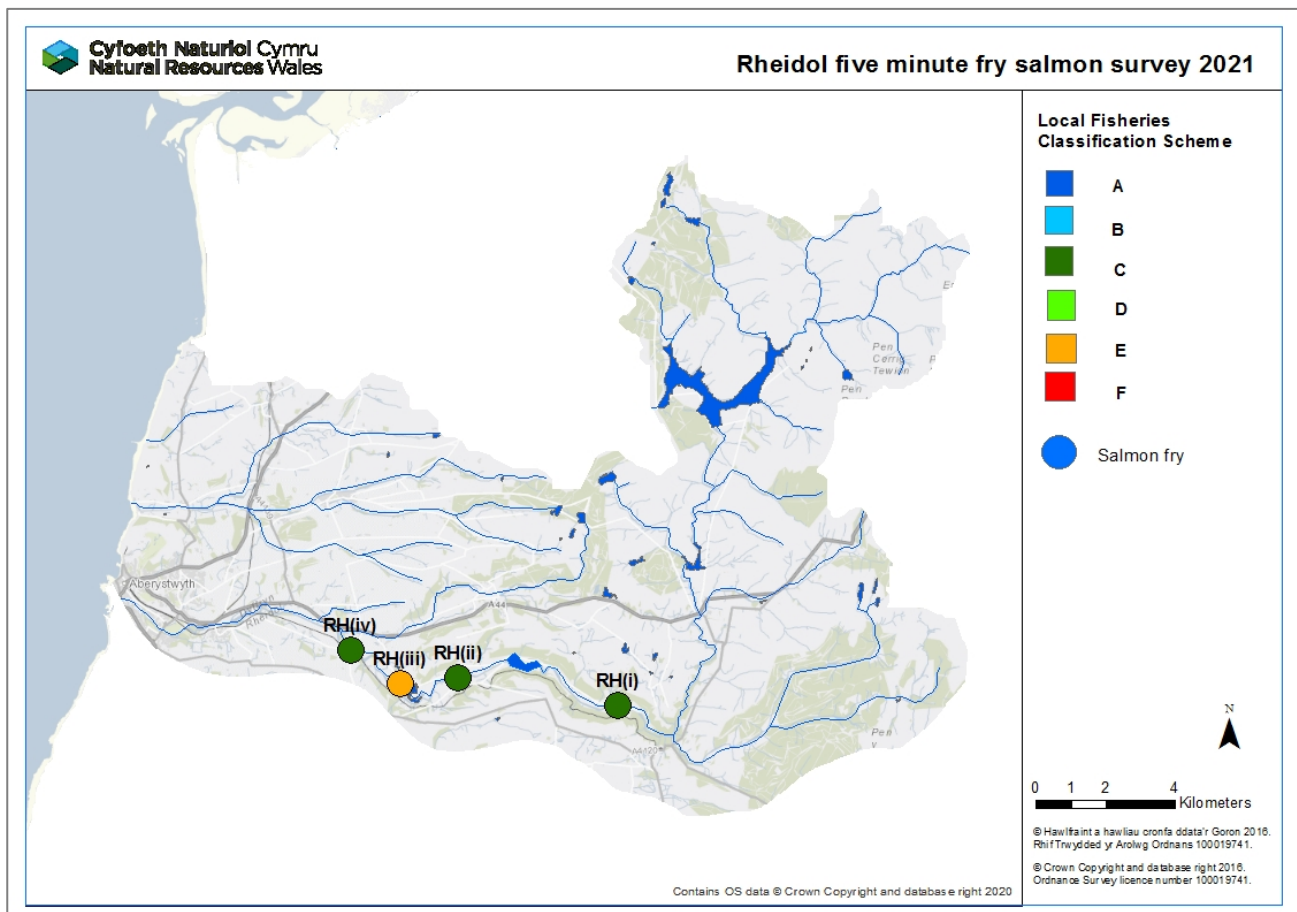 Cyfoeth Naturiol Cymru
Natural Resources Wales
Rheidol five minute fry salmon survey 2021
Local Fisheries
Classification Scheme
A
B
C
D
E
F
Salmon fry
Pen
Cerrig
Tewion
Pen
Aberystwyth
A44
RH(iv)
RH(iii)
RH(ii)
RH(i)
A4120
Pen
N
0 1 2 4
Kilometers
© Hawlfraint a hawliau cronfa ddata'r Goron 2016.
Rhif Trwydded yr Arolwg Ordnans 100019741.
© Crown Copyright and database right 2016.
Ordnance Survey licence number 100019741.
Contains OS data © Crown Copyright and database right 2020